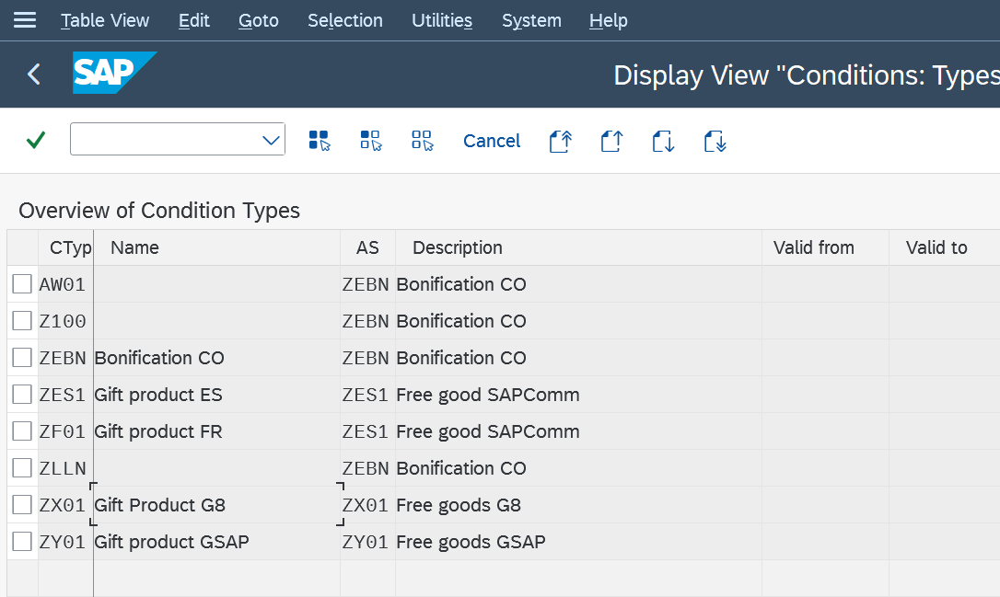 Table View Edit Goto Selection Utilities System Help
SAP Display View "Conditions: Types
Cancel
Overview of Condition Types
CTyp Name AS Description Valid from Valid to
AW01 ZEBN Bonification CO
Z100 ZEBN Bonification CO
ZEBN Bonification CO ZEBN Bonification CO
ZES1 Gift product ES ZES1 Free good SAPComm
ZF01 Gift product FR ZES1 Free good SAPComm
ZLLN ZEBN Bonification CO
ZX01 Gift Product G8 ZX01 Free goods G8
ZY01 Gift product GSAP ZY01 Free goods GSAP